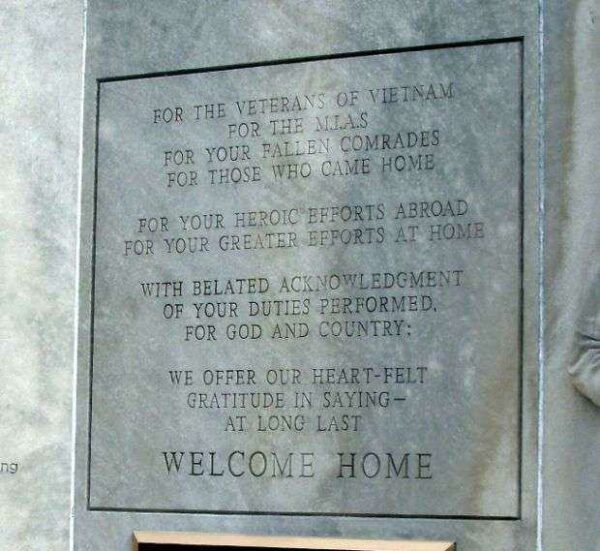 FOR THE VETERANS OF VIETNAM
FOR THE M.I.A.S
FOR YOUR FALLEN COMRADES
FOR THOSE WHO CAME HOME
FOR YOUR HEROIC EFFORTS ABROAD
FOR YOUR GREATER EFFORTS AT HOME
WITH BELATED ACKNOWLEDGMENT
OF YOUR DUTIES PERFORMED,
FOR GOD AND COUNTRY;
WE OFFER OUR HEART-FELT
GRATITUDE IN SAYING—
AT LONG LAST
WELCOME HOME